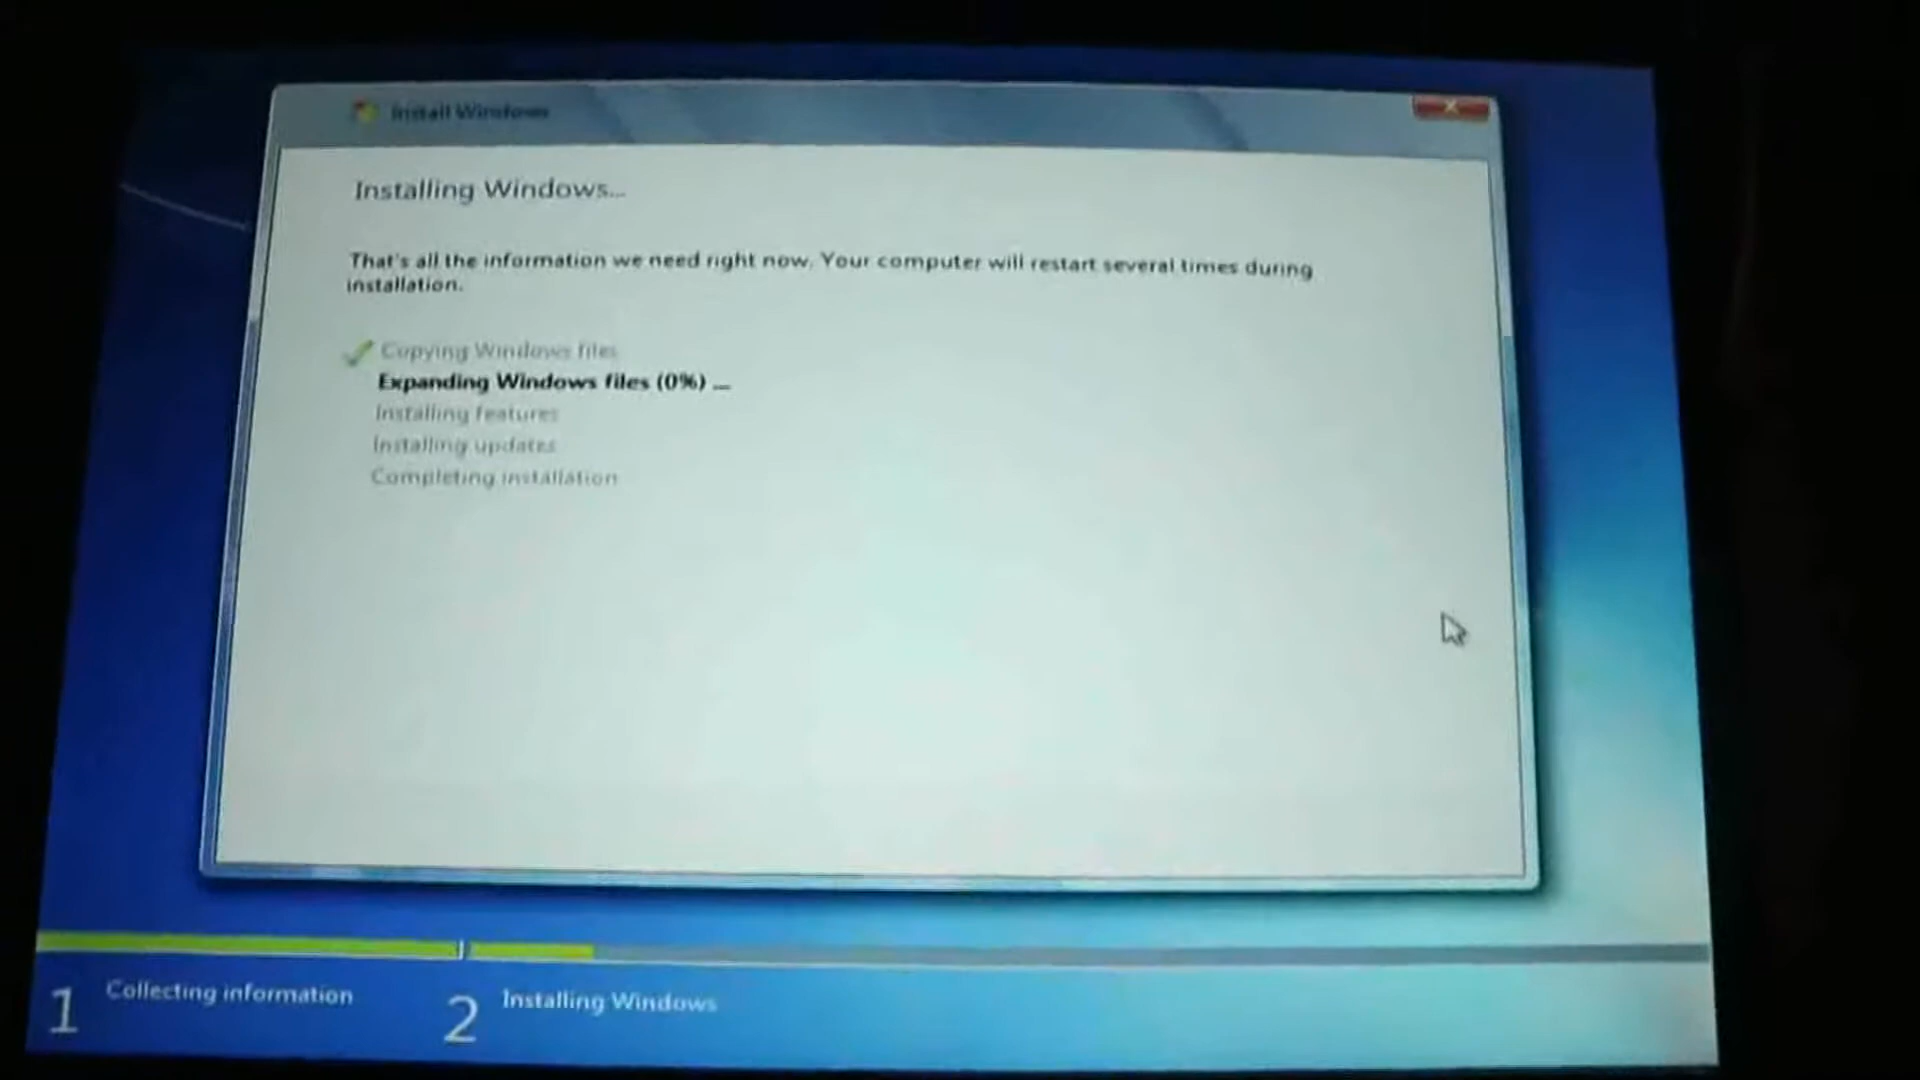 Install Windows
Installing Windows...
That's all the information we need right now. Your computer will restart several times during
installation.
Copying Windows files
Expanding Windows files (0%) ...
Installing features
Installing updates
Completing installation
1 Collecting information
2 Installing Windows